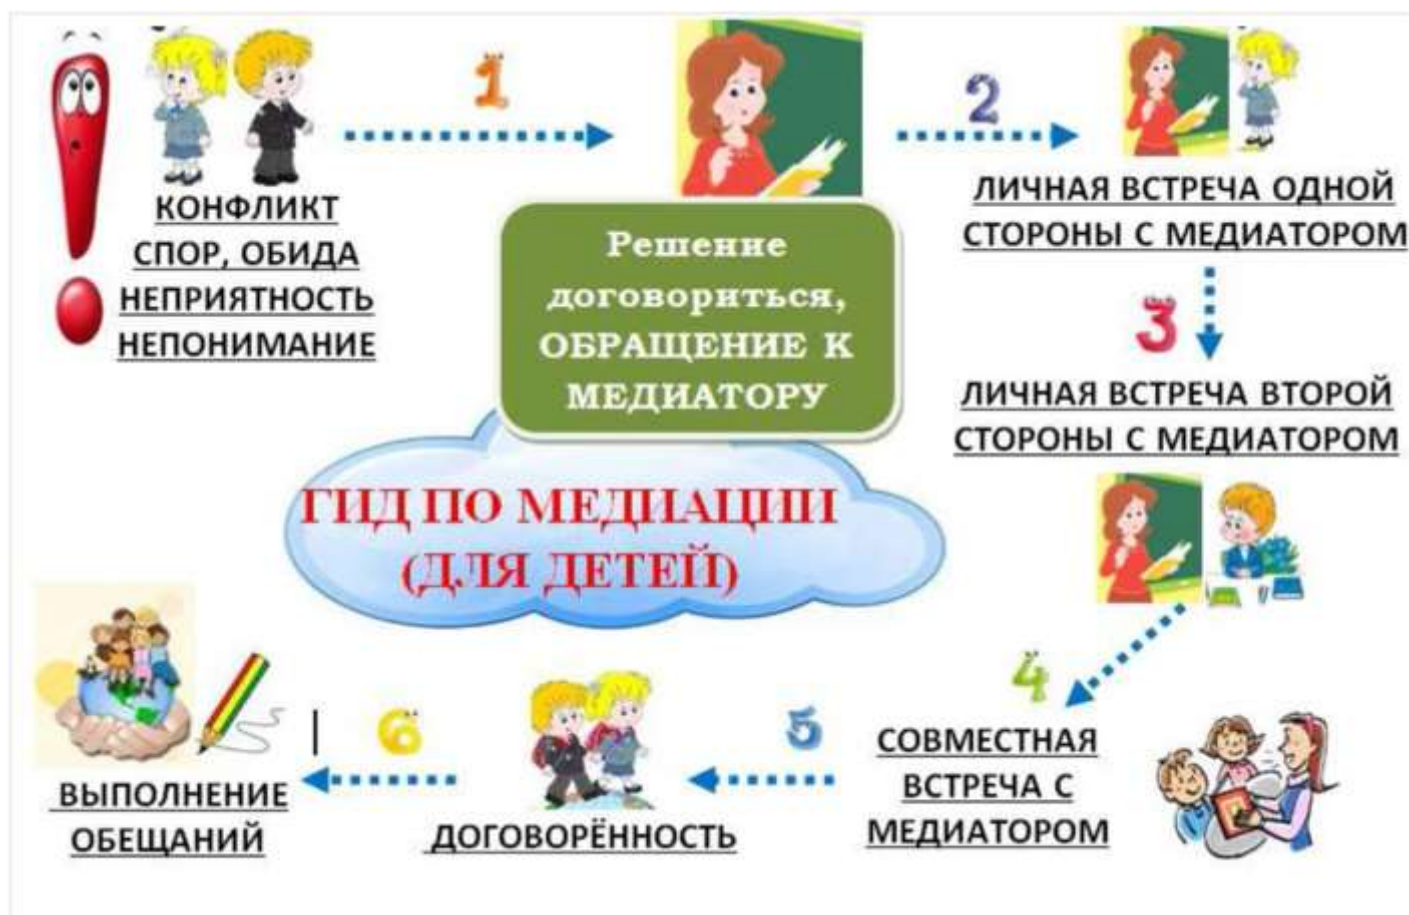 КОНФЛИКТ
СПОР, ОБИДА
НЕПРИЯТНОСТЬ
НЕПОНИМАНИЕ
1
Решение
договориться,
ОБРАЩЕНИЕ К
МЕДИАТОРУ
2
ЛИЧНАЯ ВСТРЕЧА ОДНОЙ
СТОРОНЫ С МЕДИАТОРОМ
3
ЛИЧНАЯ ВСТРЕЧА ВТОРОЙ
СТОРОНЫ С МЕДИАТОРОМ
ГИД ПО МЕДИАЦИИ
(ДЛЯ ДЕТЕЙ)
4
СОВМЕСТНАЯ
ВСТРЕЧА С
МЕДИАТОРОМ
5
ДОГОВОРЁННОСТЬ
6
ВЫПОЛНЕНИЕ
ОБЕЩАНИЙ